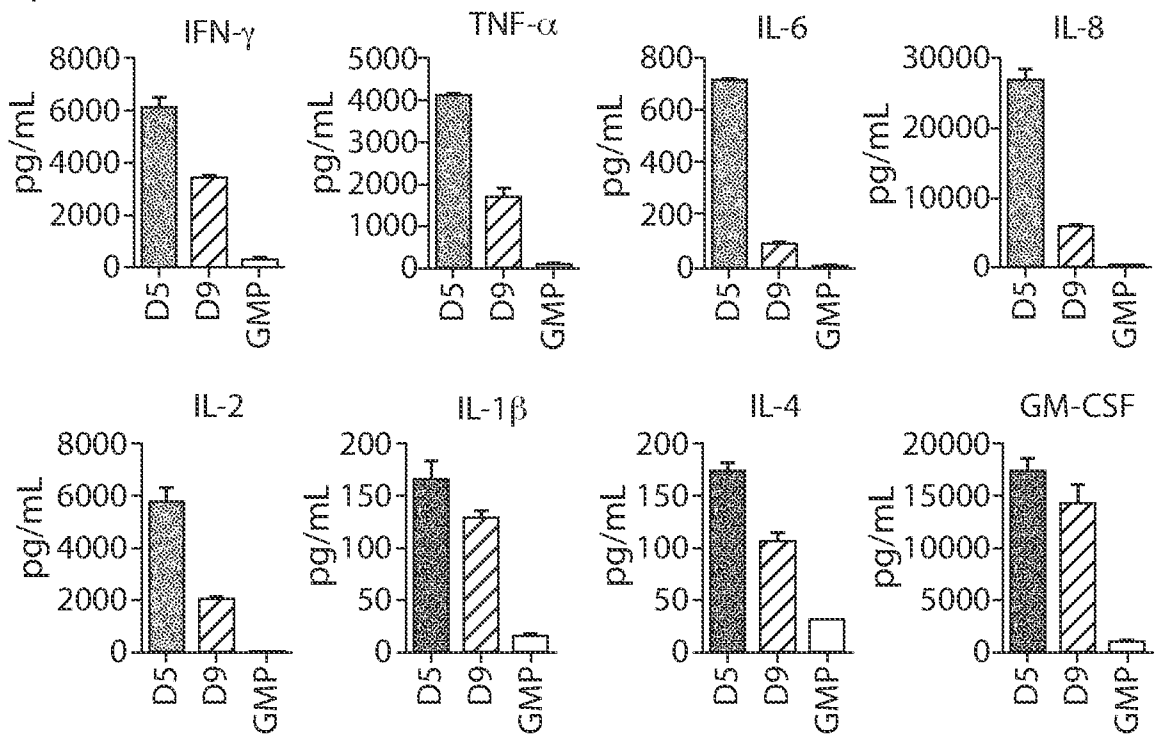 IFN-γ
8000
6000
4000
2000
0
pg/mL
D5
D9
GMP
TNF-α
5000
4000
3000
2000
1000
0
pg/mL
D5
D9
GMP
IL-6
800
600
400
200
0
pg/mL
D5
D9
GMP
IL-8
30000
20000
10000
0
pg/mL
D5
D9
GMP
IL-2
8000
6000
4000
2000
0
pg/mL
D5
D9
GMP
IL-1β
200
150
100
50
0
pg/mL
D5
D9
GMP
IL-4
200
150
100
50
0
pg/mL
D5
D9
GMP
GM-CSF
20000
15000
10000
5000
0
pg/mL
D5
D9
GMP